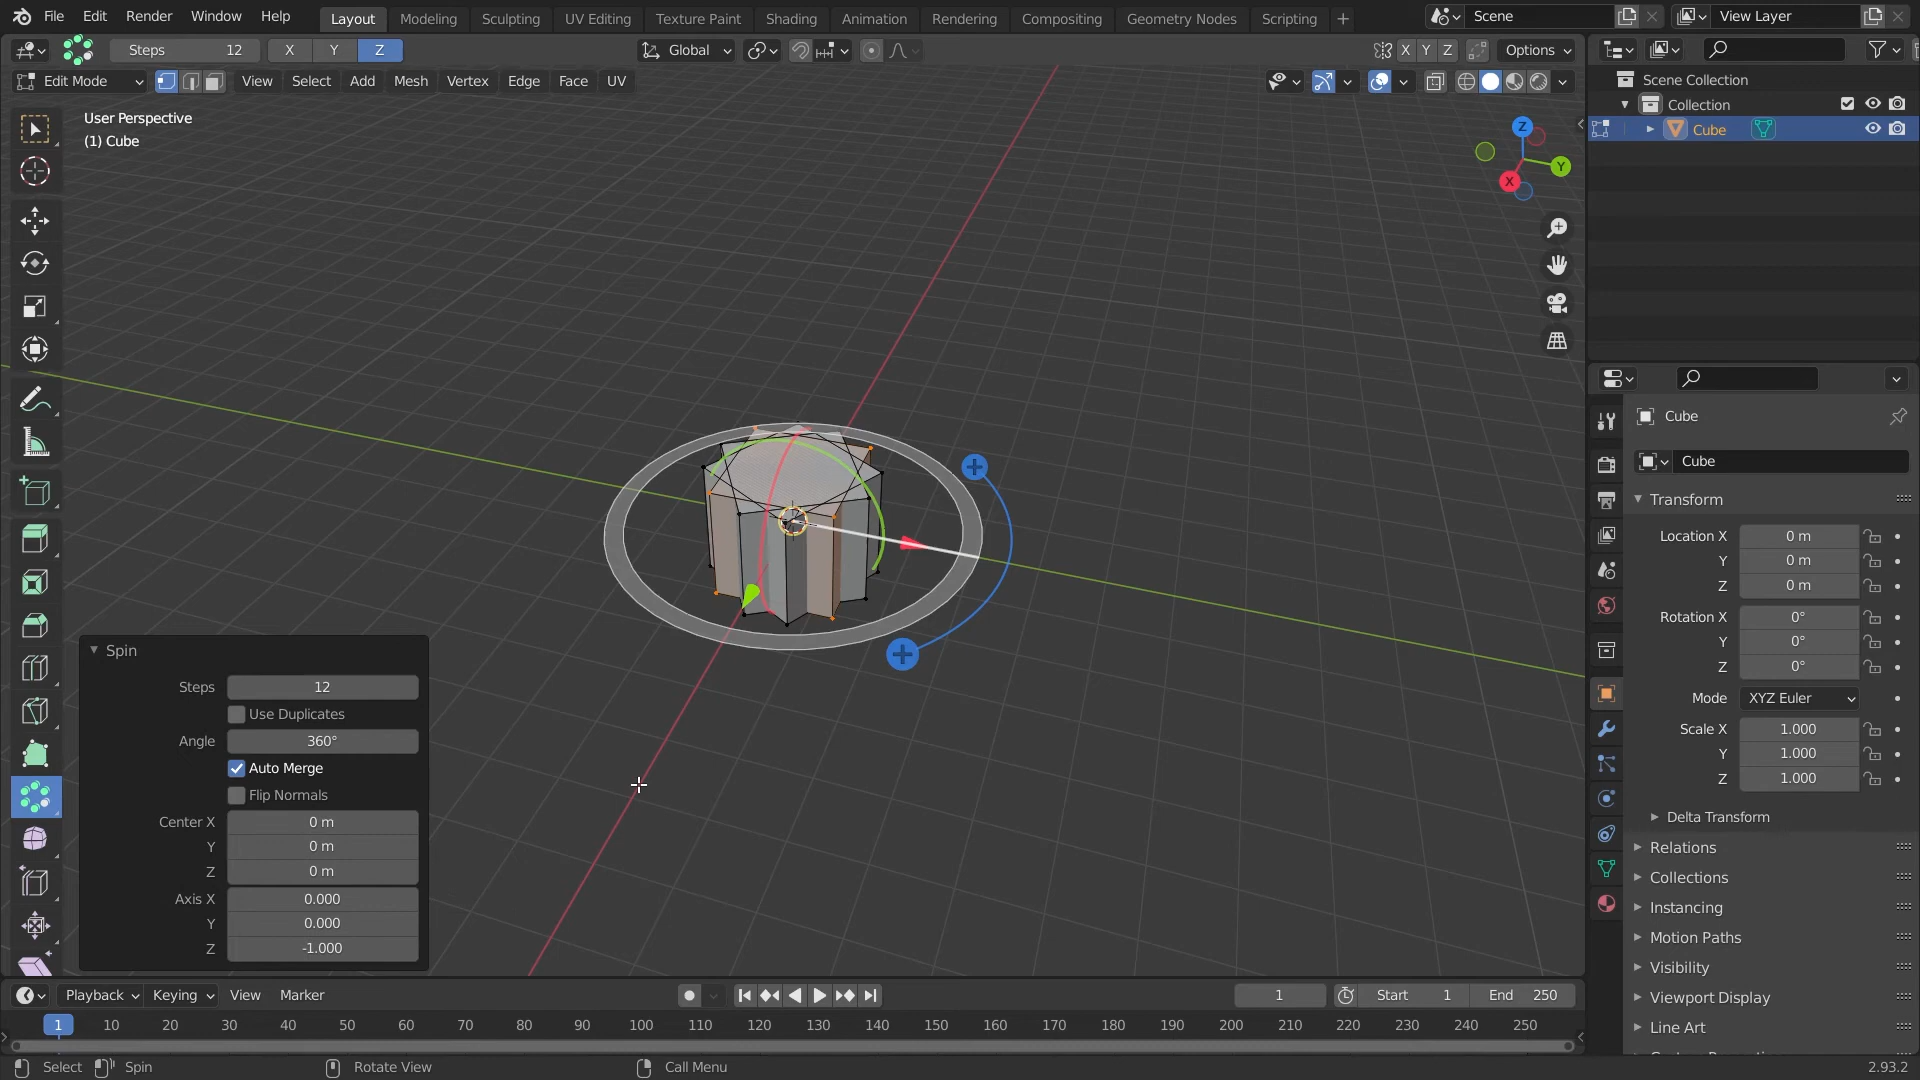 File Edit Render Window Help Layout Modeling Sculpting UV Editing Texture Paint Shading Animation Rendering Compositing Geometry Nodes Scripting Scene View Layer
Steps 12 X Y Z Global X Y Z Options
Edit Mode View Select Add Mesh Vertex Edge Face UV
User Perspective
(1) Cube
Z
Y
X
Scene Collection
Collection
Cube
Cube
Cube
Transform
Location X 0 m
Y 0 m
Z 0 m
Rotation X 0°
Y 0°
Z 0°
Mode XYZ Euler
Scale X 1.000
Y 1.000
Z 1.000
Delta Transform
Relations
Collections
Instancing
Motion Paths
Visibility
Viewport Display
Line Art
Spin
Steps 12
Use Duplicates
Angle 360°
Auto Merge
Flip Normals
Center X 0 m
Y 0 m
Z 0 m
Axis X 0.000
Y 0.000
Z -1.000
Playback Keying View Marker 1 Start 1 End 250
1 10 20 30 40 50 60 70 80 90 100 110 120 130 140 150 160 170 180 190 200 210 220 230 240 250
Select Spin Rotate View Call Menu 2.93.2